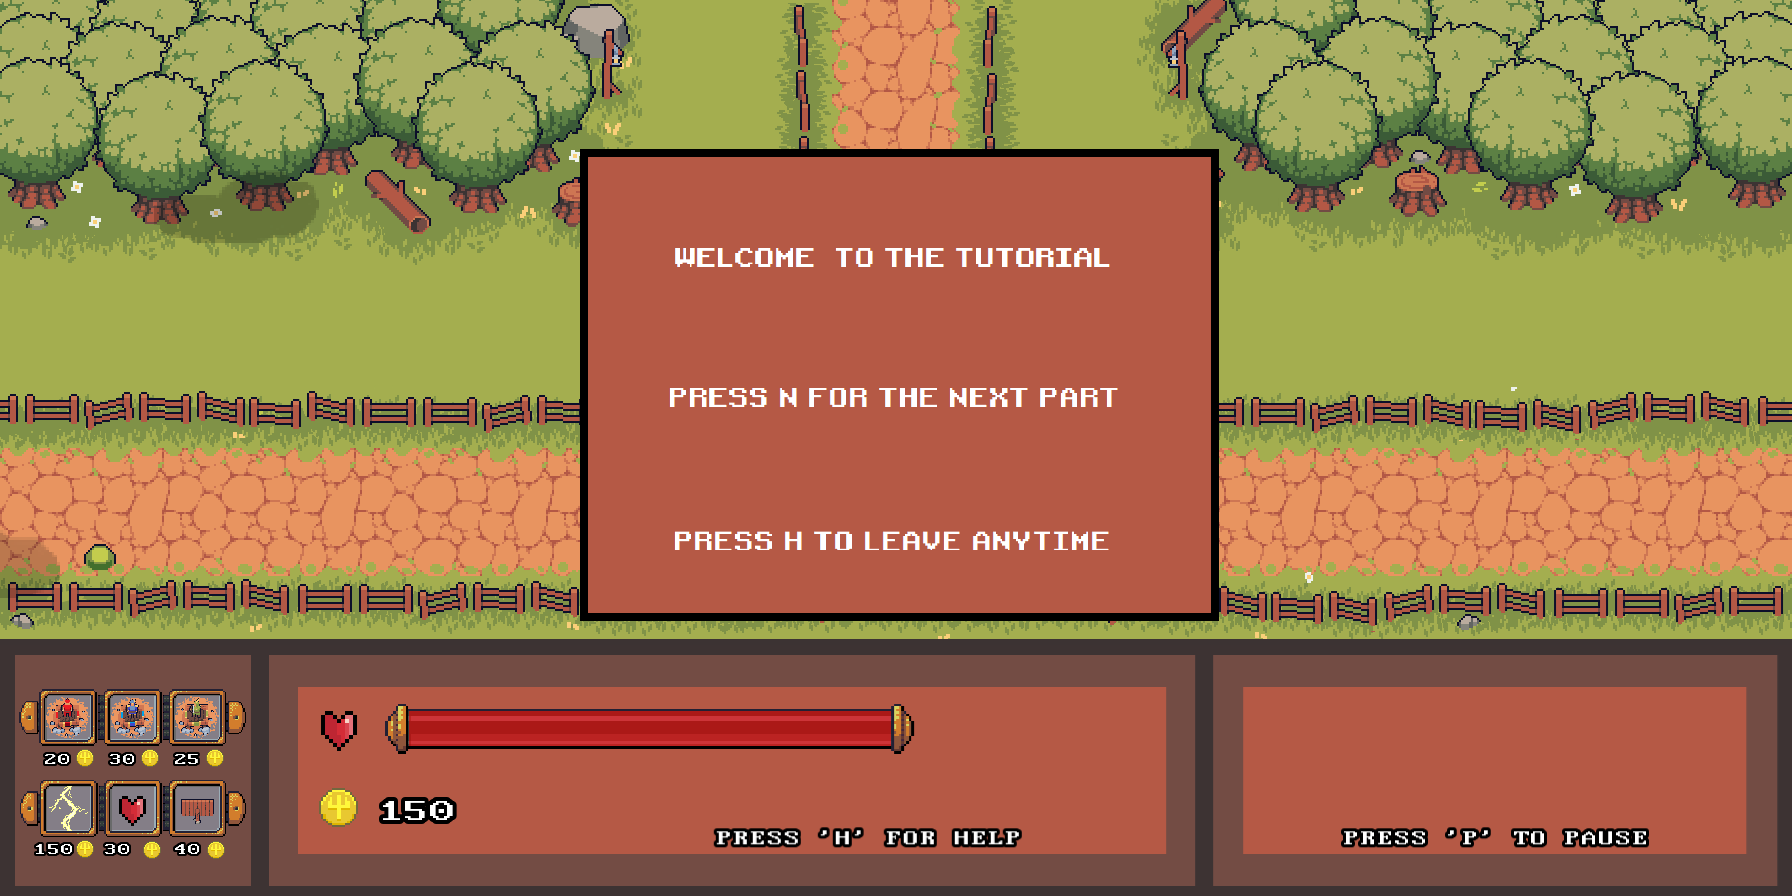 WELCOME TO THE TUTORIAL
PRESS N FOR THE NEXT PART
PRESS H TO LEAVE ANYTIME
20 30 25
150 30 40
150
PRESS 'H' FOR HELP
PRESS 'P' TO PAUSE